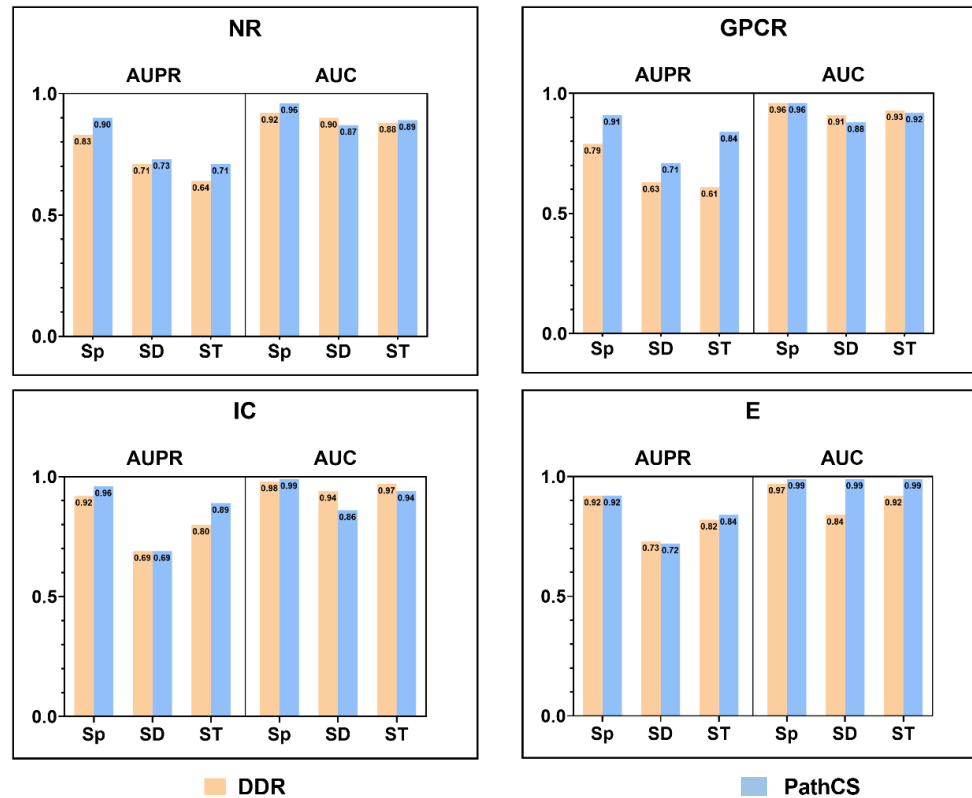 NR
AUPR AUC
1.0
0.83 0.90 0.71 0.73 0.64 0.71 0.92 0.96 0.90 0.87 0.88 0.89
0.5
0.0
Sp SD ST Sp SD ST
GPCR
AUPR AUC
1.0
0.79 0.91 0.63 0.71 0.61 0.84 0.96 0.96 0.91 0.88 0.93 0.92
0.5
0.0
Sp SD ST Sp SD ST
IC
AUPR AUC
1.0
0.92 0.96 0.69 0.69 0.80 0.89 0.98 0.99 0.94 0.86 0.97 0.94
0.5
0.0
Sp SD ST Sp SD ST
E
AUPR AUC
1.0
0.92 0.92 0.73 0.72 0.82 0.84 0.97 0.99 0.84 0.99 0.92 0.99
0.5
0.0
Sp SD ST Sp SD ST
DDR PathCS